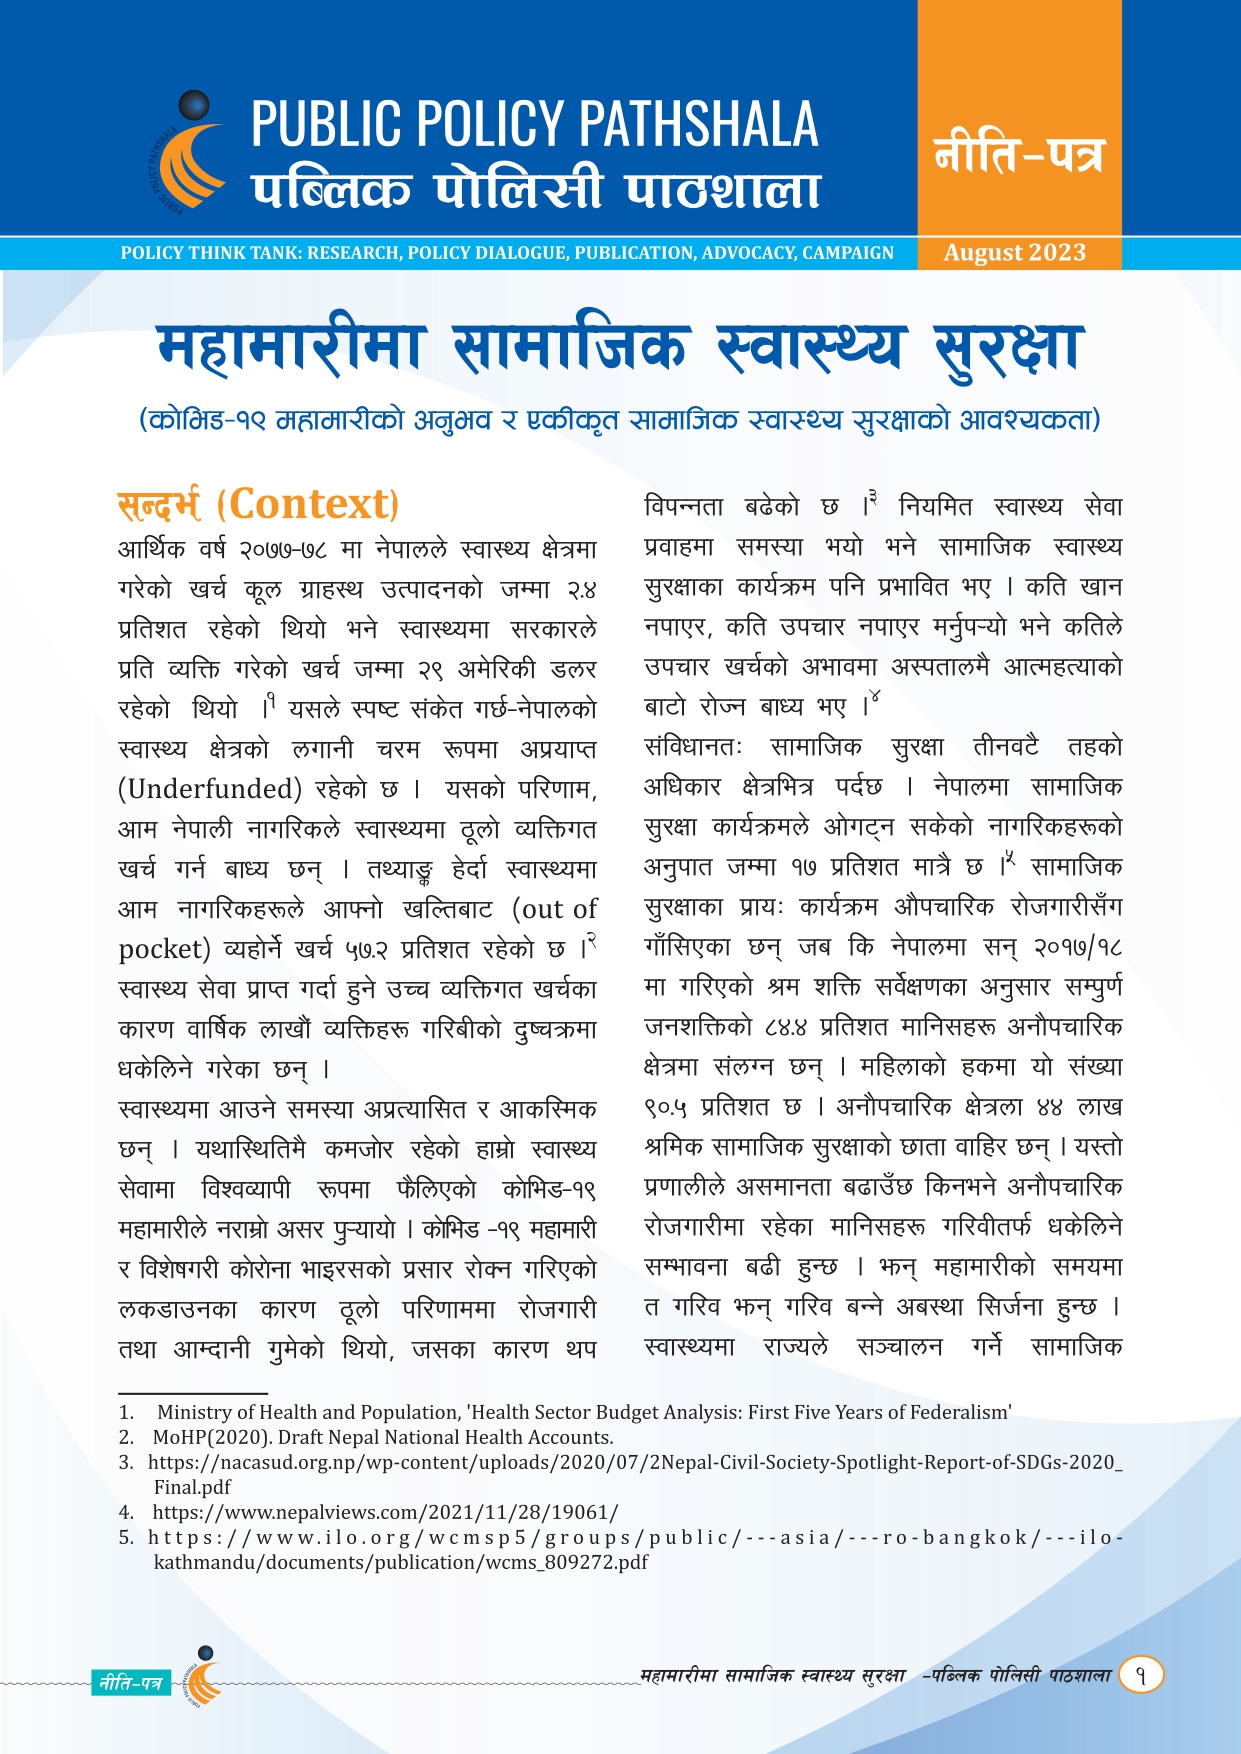 PUBLIC POLICY PATHSHALA
पब्लिक पोलिसी पाठशाला
नीति-पत्र
POLICY THINK TANK: RESEARCH, POLICY DIALOGUE, PUBLICATION, ADVOCACY, CAMPAIGN
August 2023
महामारीमा सामाजिक स्वास्थ्य सुरक्षा
(कोभिड-१९ महामारीको अनुभव र एकीकृत सामाजिक स्वास्थ्य सुरक्षाको आवश्यकता)
सन्दर्भ (Context)
आर्थिक वर्ष २०७७-७८ मा नेपालले स्वास्थ्य क्षेत्रमा
गरेको खर्च कूल ग्राहस्थ उत्पादनको जम्मा २.४
प्रतिशत रहेको थियो भने स्वास्थ्यमा सरकारले
प्रति व्यक्ति गरेको खर्च जम्मा २९ अमेरिकी डलर
रहेको थियो ।१ यसले स्पष्ट संकेत गर्छ-नेपालको
स्वास्थ्य क्षेत्रको लगानी चरम रूपमा अप्रयाप्त
(Underfunded) रहेको छ । यसको परिणाम,
आम नेपाली नागरिकले स्वास्थ्यमा ठूलो व्यक्तिगत
खर्च गर्न बाध्य छन् । तथ्याङ्क हेर्दा स्वास्थ्यमा
आम नागरिकहरूले आफ्नो खल्तिबाट (out of
pocket) व्यहोर्ने खर्च ५७.२ प्रतिशत रहेको छ ।२
स्वास्थ्य सेवा प्राप्त गर्दा हुने उच्च व्यक्तिगत खर्चका
कारण वार्षिक लाखौं व्यक्तिहरू गरिबीको दुष्चक्रमा
धकेलिने गरेका छन् ।
स्वास्थ्यमा आउने समस्या अप्रत्यासित र आकस्मिक
छन् । यथास्थितिमै कमजोर रहेको हाम्रो स्वास्थ्य
सेवामा विश्वव्यापी रूपमा फैलिएको कोभिड-१९
महामारीले नराम्रो असर पुऱ्यायो । कोभिड -१९ महामारी
र विशेषगरी कोरोना भाइरसको प्रसार रोक्न गरिएको
लकडाउनका कारण ठूलो परिणाममा रोजगारी
तथा आम्दानी गुमेको थियो, जसका कारण थप
विपन्नता बढेको छ ।३ नियमित स्वास्थ्य सेवा
प्रवाहमा समस्या भयो भने सामाजिक स्वास्थ्य
सुरक्षाका कार्यक्रम पनि प्रभावित भए । कति खान
नपाएर, कति उपचार नपाएर मर्नुपऱ्यो भने कतिले
उपचार खर्चको अभावमा अस्पतालमै आत्महत्याको
बाटो रोज्न बाध्य भए ।४
संविधानतः सामाजिक सुरक्षा तीनवटै तहको
अधिकार क्षेत्रभित्र पर्दछ । नेपालमा सामाजिक
सुरक्षा कार्यक्रमले ओगट्न सकेको नागरिकहरूको
अनुपात जम्मा १७ प्रतिशत मात्रै छ ।५ सामाजिक
सुरक्षाका प्रायः कार्यक्रम औपचारिक रोजगारीसँग
गाँसिएका छन् जब कि नेपालमा सन् २०१७/१८
मा गरिएको श्रम शक्ति सर्वेक्षणका अनुसार सम्पुर्ण
जनशक्तिको ८४.४ प्रतिशत मानिसहरू अनौपचारिक
क्षेत्रमा संलग्न छन् । महिलाको हकमा यो संख्या
९०.५ प्रतिशत छ । अनौपचारिक क्षेत्रला ४४ लाख
श्रमिक सामाजिक सुरक्षाको छाता वाहिर छन् । यस्तो
प्रणालीले असमानता बढाउँछ किनभने अनौपचारिक
रोजगारीमा रहेका मानिसहरू गरिवीतर्फ धकेलिने
सम्भावना बढी हुन्छ । झन् महामारीको समयमा
त गरिव झन् गरिव बन्ने अबस्था सिर्जना हुन्छ ।
स्वास्थ्यमा राज्यले सञ्चालन गर्ने सामाजिक
1. Ministry of Health and Population, 'Health Sector Budget Analysis: First Five Years of Federalism'
2. MoHP(2020). Draft Nepal National Health Accounts.
3. https://nacasud.org.np/wp-content/uploads/2020/07/2Nepal-Civil-Society-Spotlight-Report-of-SDGs-2020_
Final.pdf
4. https://www.nepalviews.com/2021/11/28/19061/
5. https://www.ilo.org/wcmsp5/groups/public/---asia/---ro-bangkok/---ilo-
kathmandu/documents/publication/wcms_809272.pdf
नीति-पत्र
महामारीमा सामाजिक स्वास्थ्य सुरक्षा -पब्लिक पोलिसी पाठशाला १